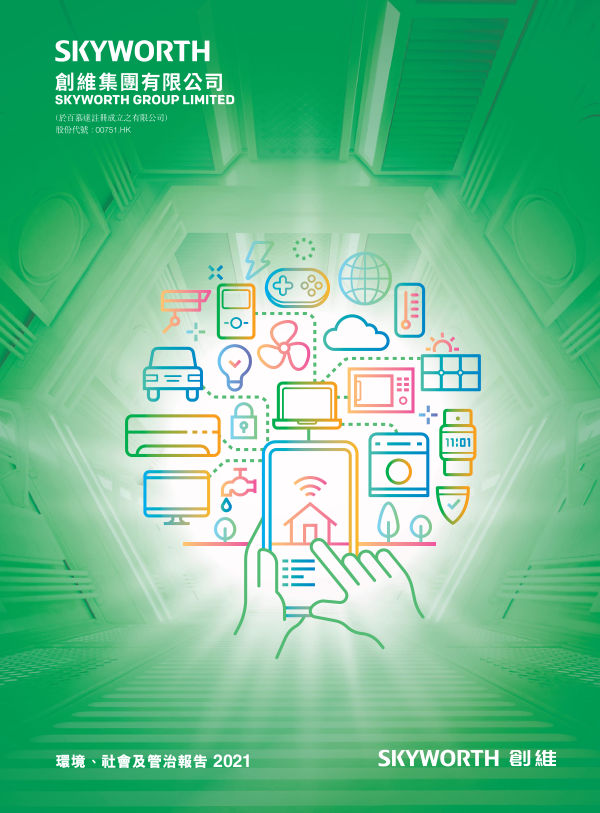 SKYWORTH
創維集團有限公司
SKYWORTH GROUP LIMITED
(於百慕達註冊成立之有限公司)
股份代號 : 00751.HK
11:01
環境、社會及管治報告 2021
SKYWORTH 創維